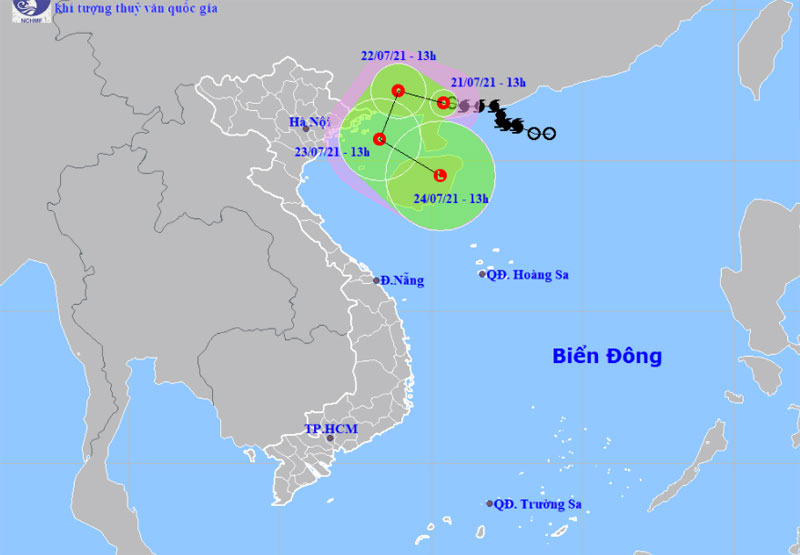 NCHMF
khí tượng thuỷ văn quốc gia
22/07/21 - 13h
21/07/21 - 13h
Hà Nội
23/07/21 - 13h
24/07/21 - 13h
QĐ. Hoàng Sa
Đ.Nẵng
Biển Đông
TP.HCM
QĐ. Trường Sa
L